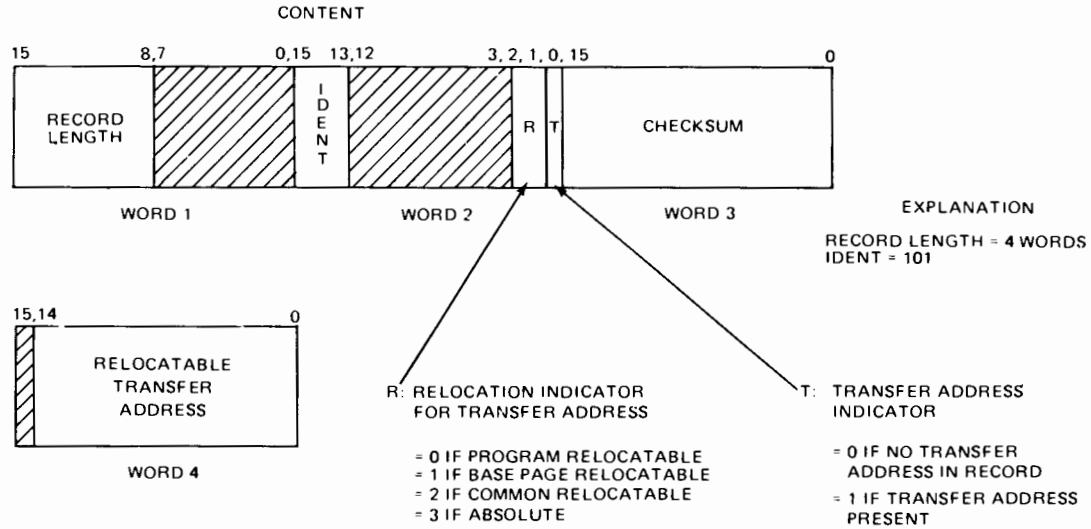 CONTENT
15 8,7 0,15 13,12 3, 2, 1, 0, 15 0
RECORD
LENGTH
IDENT
R
T
CHECKSUM
WORD 1
WORD 2
WORD 3
EXPLANATION
RECORD LENGTH = 4 WORDS
IDENT = 101
15,14 0
RELOCATABLE
TRANSFER
ADDRESS
WORD 4
R: RELOCATION INDICATOR
FOR TRANSFER ADDRESS
= 0 IF PROGRAM RELOCATABLE
= 1 IF BASE PAGE RELOCATABLE
= 2 IF COMMON RELOCATABLE
= 3 IF ABSOLUTE
T: TRANSFER ADDRESS
INDICATOR
= 0 IF NO TRANSFER
ADDRESS IN RECORD
= 1 IF TRANSFER ADDRESS
PRESENT